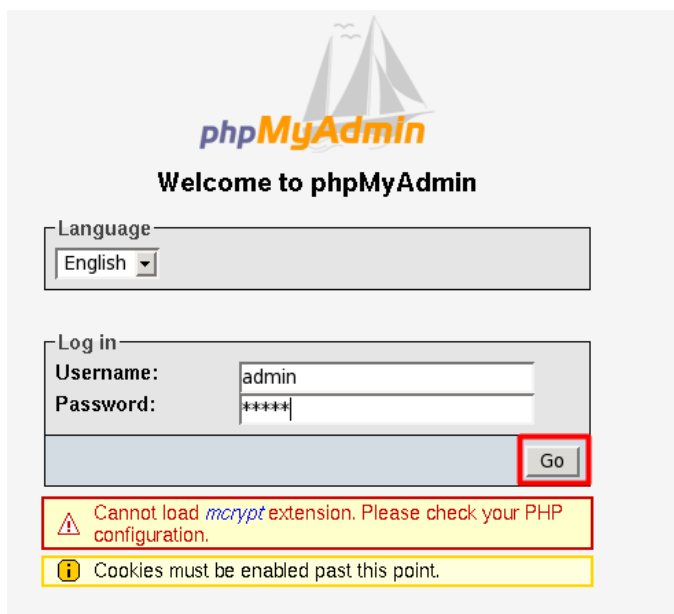 phpMyAdmin
Welcome to phpMyAdmin
Language
English
Log in
Username: admin
Password: *****
Go
Cannot load mcrypt extension. Please check your PHP
configuration.
Cookies must be enabled past this point.